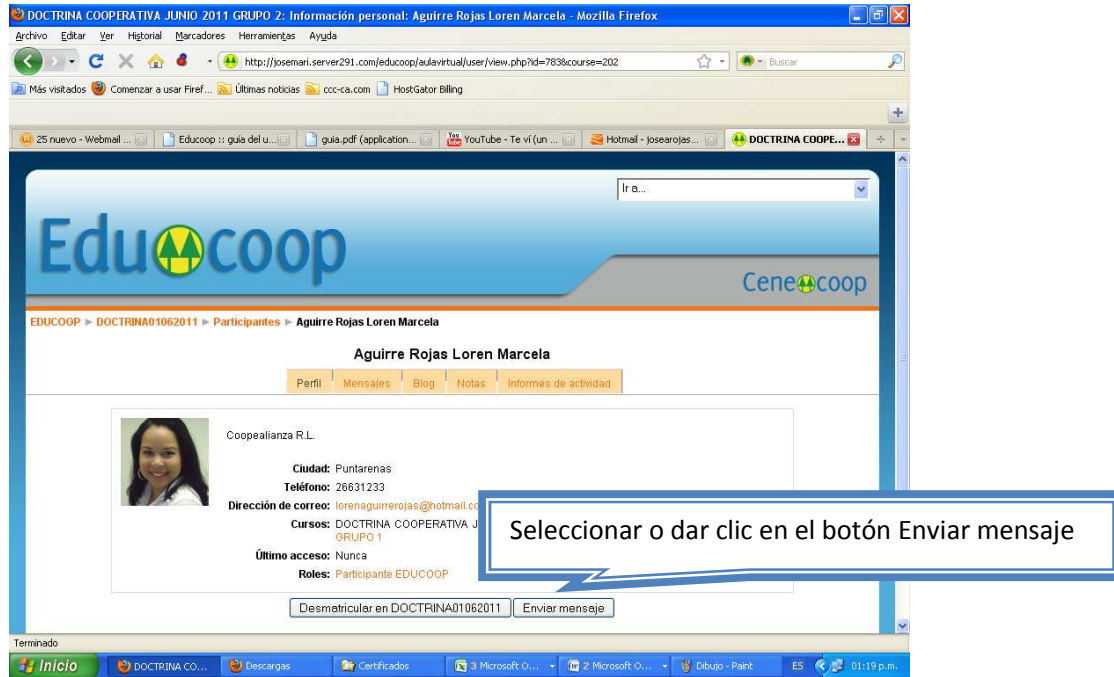 DOCTRINA COOPERATIVA JUNIO 2011 GRUPO 2: Información personal: Aguirre Rojas Loren Marcela - Mozilla Firefox
Archivo Editar Ver Historial Marcadores Herramientas Ayuda
http://josemari.server291.com/educoop/aulavirtual/user/view.php?id=783&course=202
Buscar
Más visitados Comenzar a usar Firef... Últimas noticias ccc-ca.com HostGator Billing
25 nuevo - Webmail ... Educoop :: guía del u... guia.pdf (application... YouTube - Te ví (un ... Hotmail - josearojas... DOCTRINA COOPE...
Ir a...
Educoop
Cenecoop
EDUCOOP ► DOCTRINA01062011 ► Participantes ► Aguirre Rojas Loren Marcela
Aguirre Rojas Loren Marcela
Perfil Mensajes Blog Notas Informes de actividad
Coopealianza R.L.
Ciudad: Puntarenas
Teléfono: 26631233
Dirección de correo: lorenaguirrerojas@hotmail.co
Cursos: DOCTRINA COOPERATIVA J
GRUPO 1
Último acceso: Nunca
Roles: Participante EDUCOOP
Seleccionar o dar clic en el botón Enviar mensaje
Desmatricular en DOCTRINA01062011 Enviar mensaje
Terminado
Inicio DOCTRINA CO... Descargas Certificados 3 Microsoft O... 2 Microsoft O... Dibujo - Paint ES 01:19 p.m.